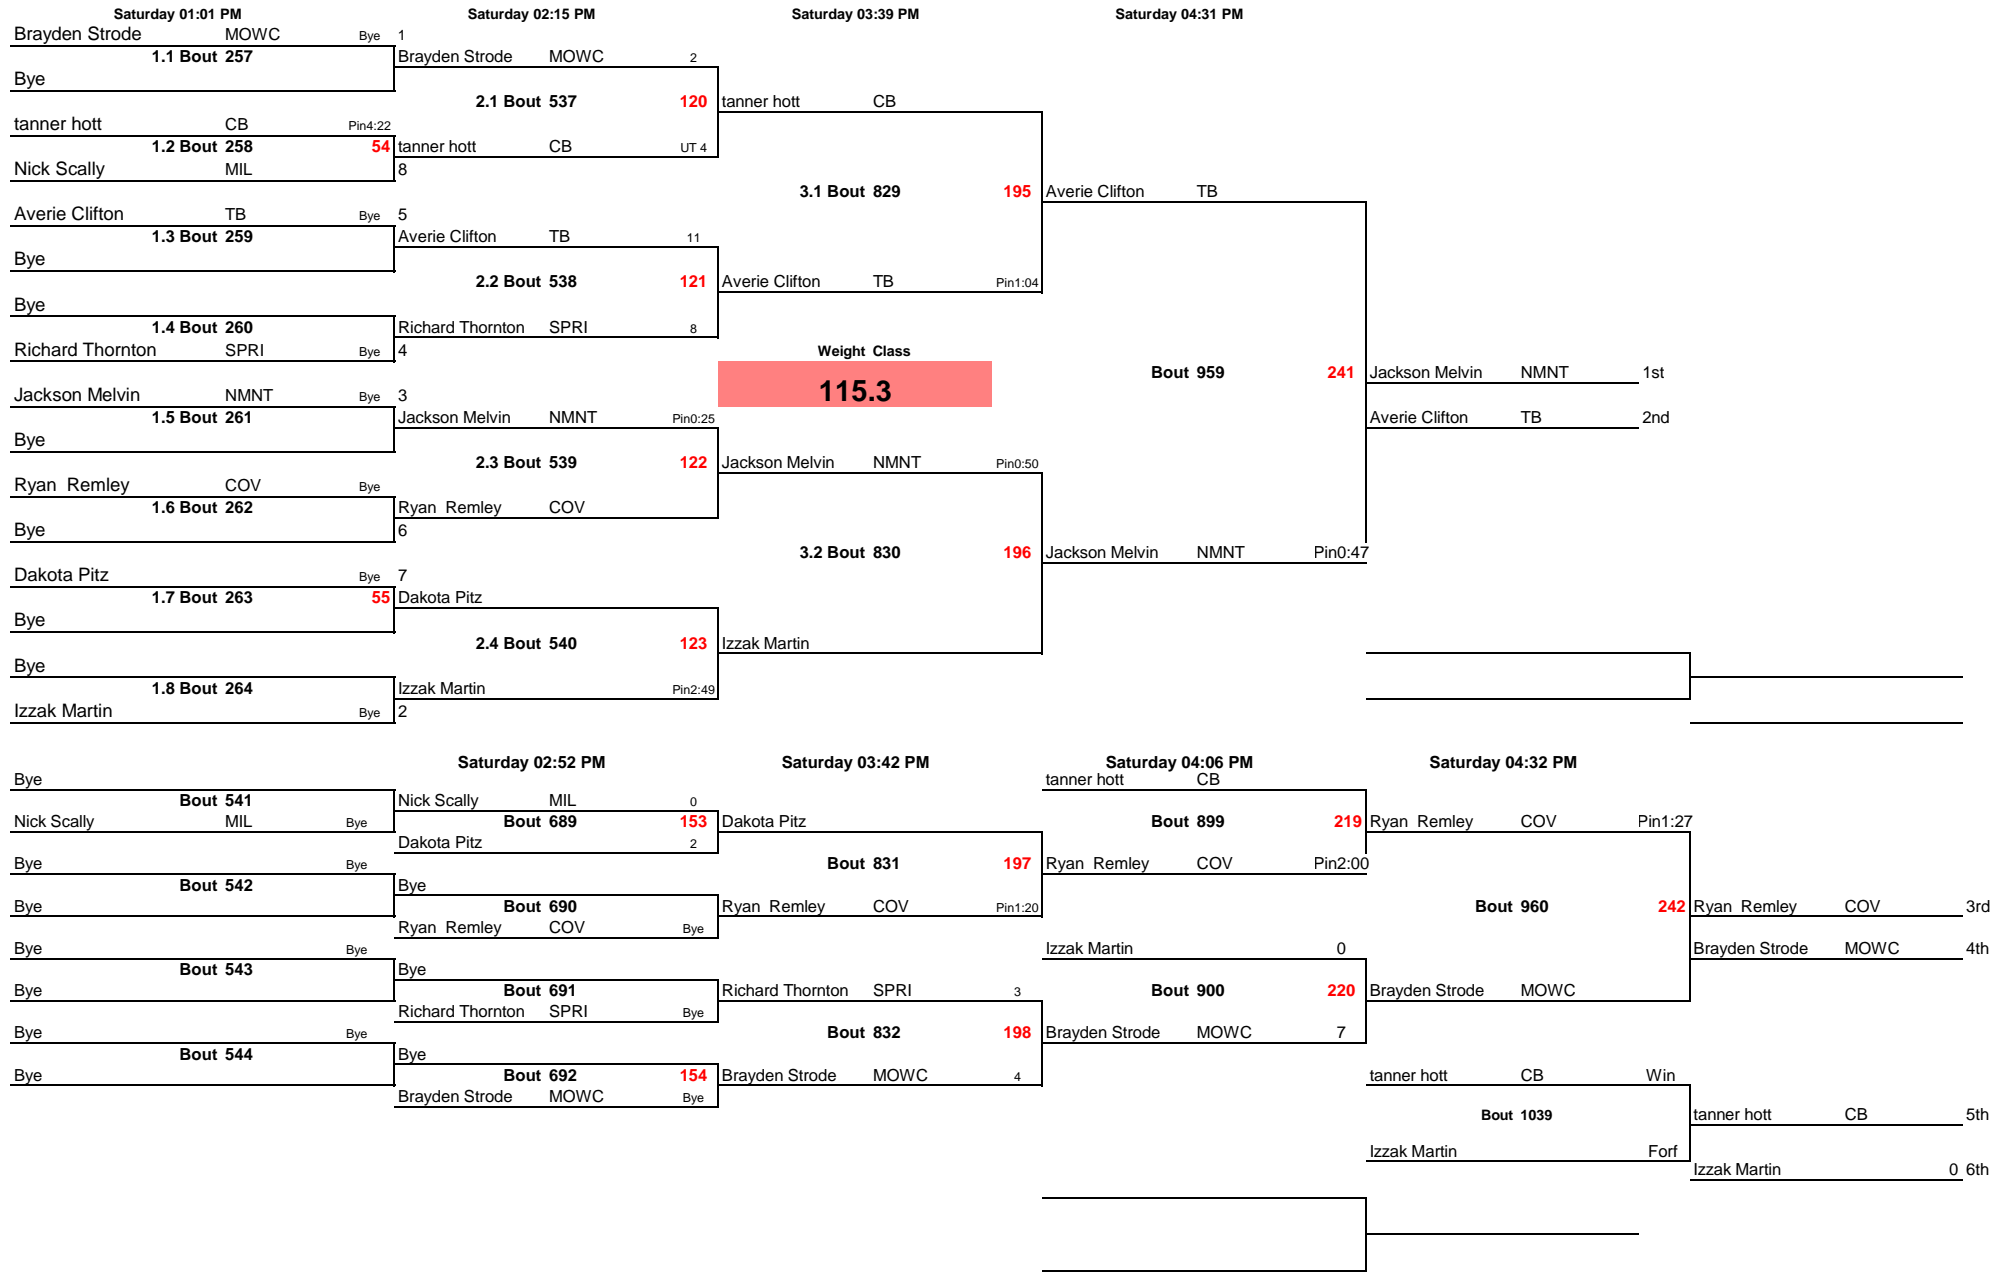 Saturday 01:01 PM Saturday 02:15 PM Saturday 03:39 PM Saturday 04:31 PM
Brayden Strode MOWC Bye 1
1.1 Bout 257 Brayden Strode MOWC 2
Bye
2.1 Bout 537 120 tanner hott CB
tanner hott CB Pin4:22
1.2 Bout 258 54 tanner hott CB UT 4
Nick Scally MIL 8
3.1 Bout 829 195 Averie Clifton TB
Averie Clifton TB Bye 5
1.3 Bout 259 Averie Clifton TB 11
Bye
2.2 Bout 538 121 Averie Clifton TB Pin1:04
Bye
1.4 Bout 260 Richard Thornton SPRI 8
Richard Thornton SPRI Bye 4 Weight Class
Bout 959 241 Jackson Melvin NMNT 1st
Jackson Melvin NMNT Bye 3 115.3
1.5 Bout 261 Jackson Melvin NMNT Pin0:25 Averie Clifton TB 2nd
Bye
2.3 Bout 539 122 Jackson Melvin NMNT Pin0:50
Ryan Remley COV Bye
1.6 Bout 262 Ryan Remley COV
Bye 6
3.2 Bout 830 196 Jackson Melvin NMNT Pin0:47
Dakota Pitz Bye 7
1.7 Bout 263 55 Dakota Pitz
Bye
2.4 Bout 540 123 Izzak Martin
Bye
1.8 Bout 264 Izzak Martin Pin2:49
Izzak Martin Bye 2
Saturday 02:52 PM Saturday 03:42 PM Saturday 04:06 PM Saturday 04:32 PM
Bye tanner hott CB
Bout 541 Nick Scally MIL 0
Nick Scally MIL Bye Bout 689 153 Dakota Pitz Bout 899 219 Ryan Remley COV Pin1:27
Dakota Pitz 2
Bye Bye Bout 831 197 Ryan Remley COV Pin2:00
Bout 542 Bye
Bye Bout 690 Ryan Remley COV Pin1:20 Bout 960 242 Ryan Remley COV 3rd
Ryan Remley COV Bye
Bye Bye Izzak Martin 0 Brayden Strode MOWC 4th
Bout 543 Bye
Bye Bout 691 Richard Thornton SPRI 3 Bout 900 220 Brayden Strode MOWC
Richard Thornton SPRI Bye
Bye Bye Bout 832 198 Brayden Strode MOWC 7
Bout 544 Bye
Bye Bout 692 154 Brayden Strode MOWC 4 tanner hott CB Win
Brayden Strode MOWC Bye
Bout 1039 tanner hott CB 5th
Izzak Martin Forf
Izzak Martin 0 6th